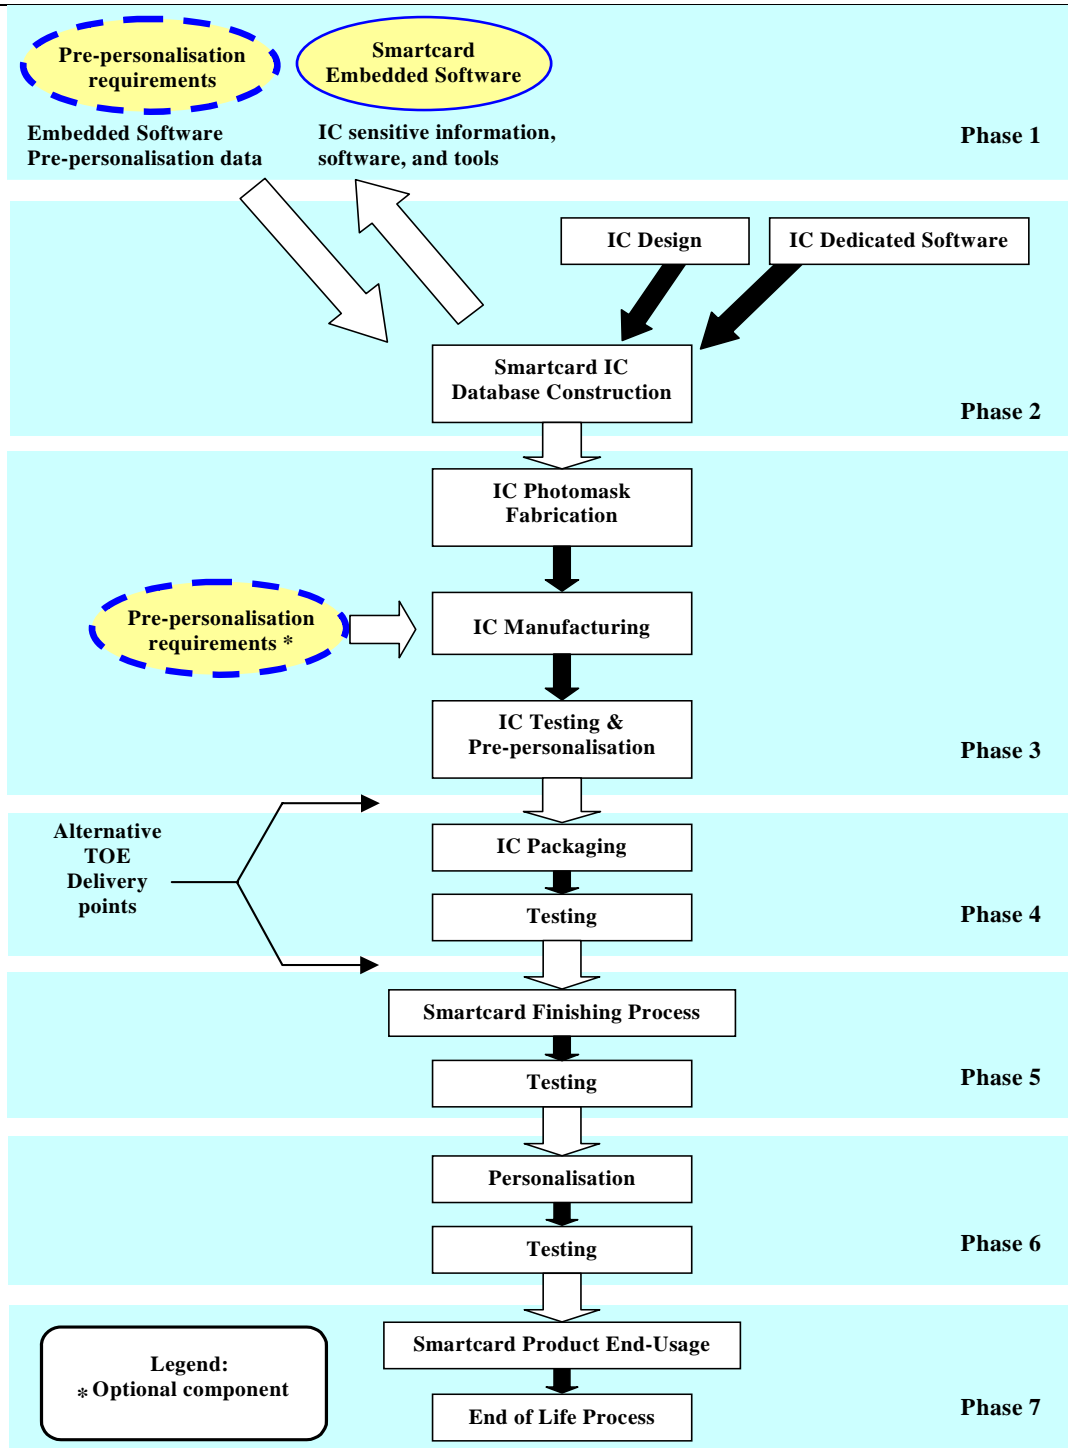 Pre-personalisation
requirements
Smartcard
Embedded Software
Embedded Software
Pre-personalisation data
IC sensitive information,
software, and tools
Phase 1
IC Design
IC Dedicated Software
Smartcard IC
Database Construction
Phase 2
IC Photomask
Fabrication
Pre-personalisation
requirements *
IC Manufacturing
IC Testing &
Pre-personalisation
Phase 3
Alternative
TOE
Delivery
points
IC Packaging
Testing
Phase 4
Smartcard Finishing Process
Testing
Phase 5
Personalisation
Testing
Phase 6
Smartcard Product End-Usage
End of Life Process
Phase 7
Legend:
* Optional component